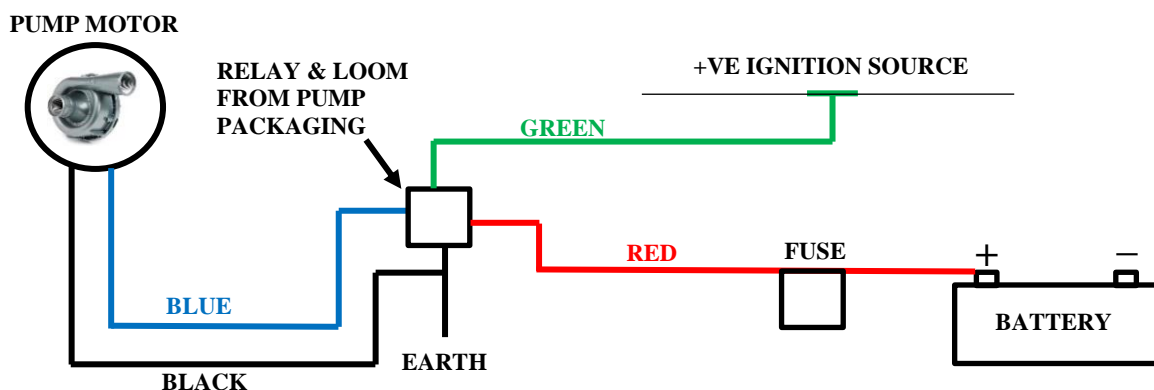 PUMP MOTOR
RELAY & LOOM
FROM PUMP
PACKAGING
+VE IGNITION SOURCE
GREEN
RED
FUSE
+
−
BATTERY
BLUE
EARTH
BLACK